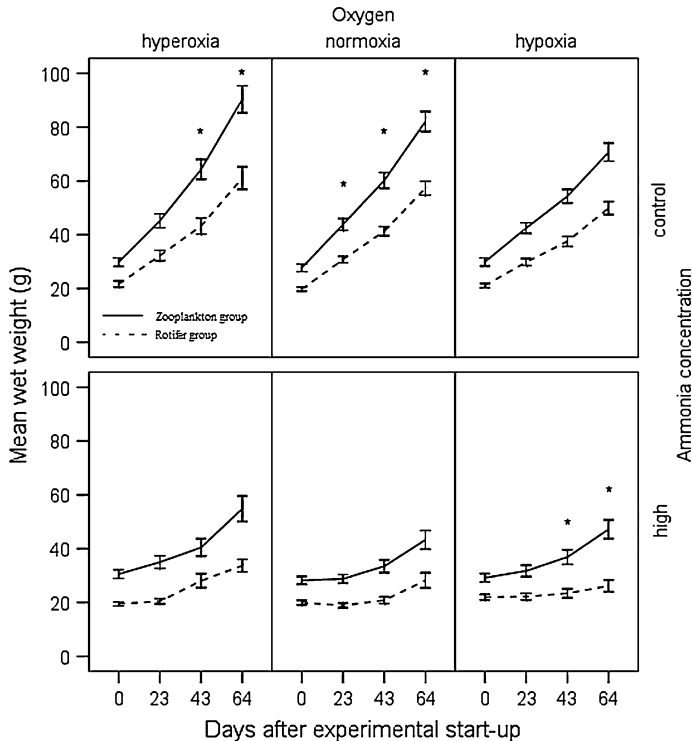 Oxygen
hyperoxia normoxia hypoxia
100
80
60
40
20
0
* * * * *
Zooplankton group
Rotifer group
control
100
80
60
40
20
0
* *
high
0 23 43 64 0 23 43 64 0 23 43 64
Days after experimental start-up
Mean wet weight (g)
Ammonia concentration